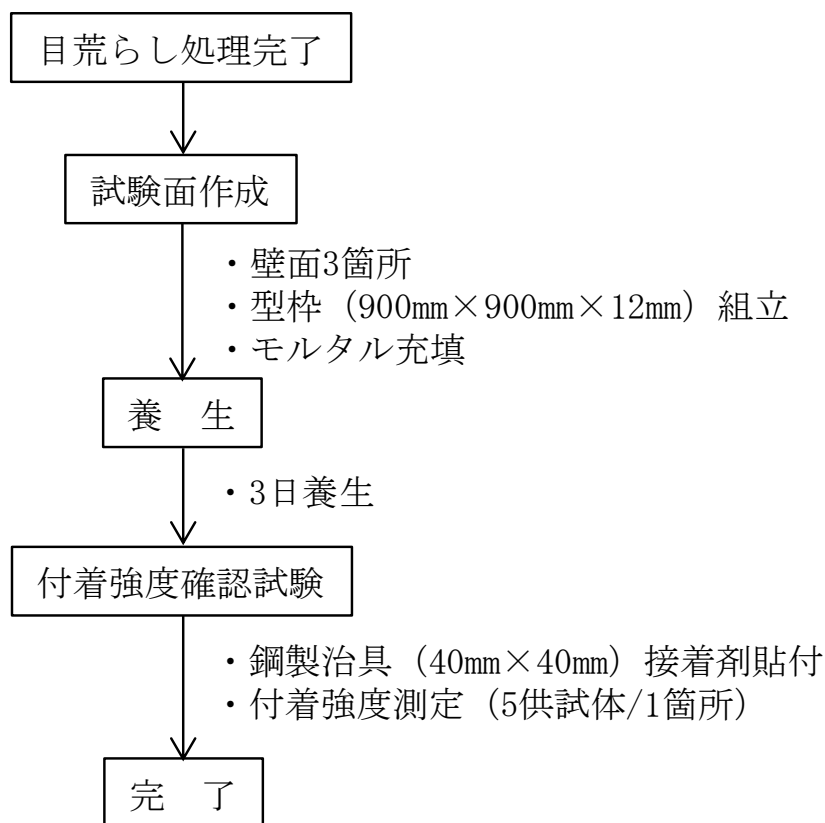 目荒らし処理完了
試験面作成
・壁面3箇所
・型枠（900㎜×900㎜×12㎜）組立
・モルタル充填
養　生
・3日養生
付着強度確認試験
・鋼製治具（40㎜×40㎜）接着剤貼付
・付着強度測定（5供試体/1箇所）
完　了